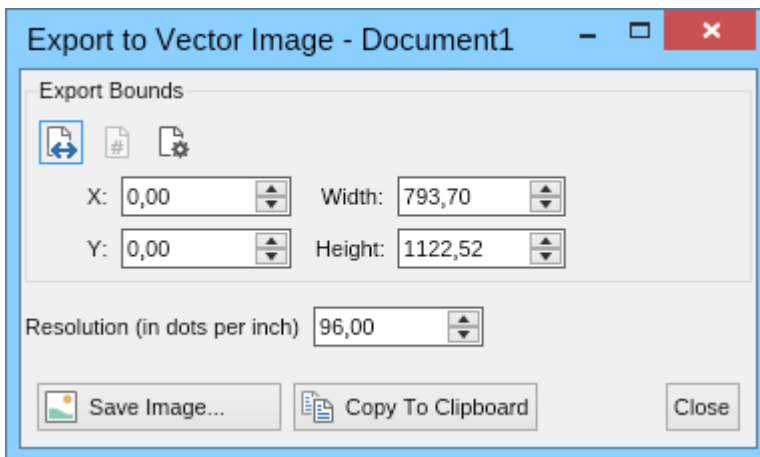 Export to Vector Image - Document1
Export Bounds
#
X: 0,00 Width: 793,70
Y: 0,00 Height: 1122,52
Resolution (in dots per inch) 96,00
Save Image... Copy To Clipboard Close